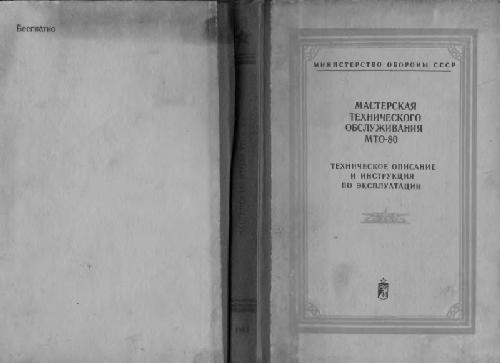 Бесплатно
МИНИСТЕРСТВО ОБОРОНЫ СССР
МАСТЕРСКАЯ
ТЕХНИЧЕСКОГО
ОБСЛУЖИВАНИЯ
МТО-80
ТЕХНИЧЕСКОЕ ОПИСАНИЕ
И ИНСТРУКЦИЯ
ПО ЭКСПЛУАТАЦИИ